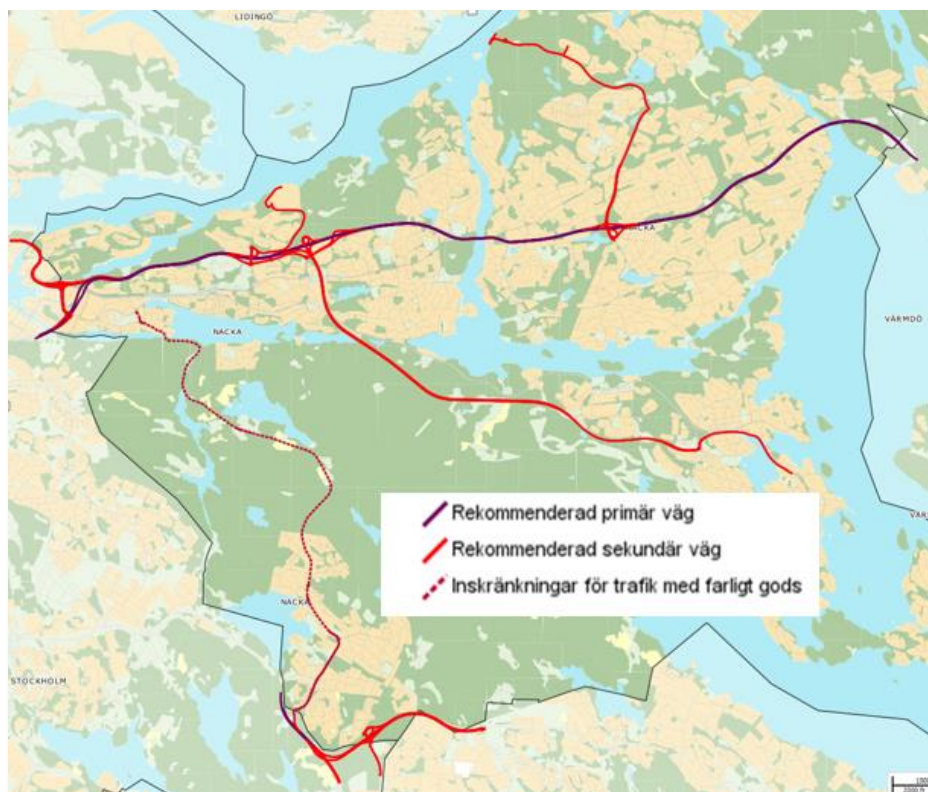 LIDINGÖ
NACKA
VÄRMDÖ
NACKA
Rekommenderad primär väg
Rekommenderad sekundär väg
Inskränkningar för trafik med farligt gods
NACKA
STOCKHOLM